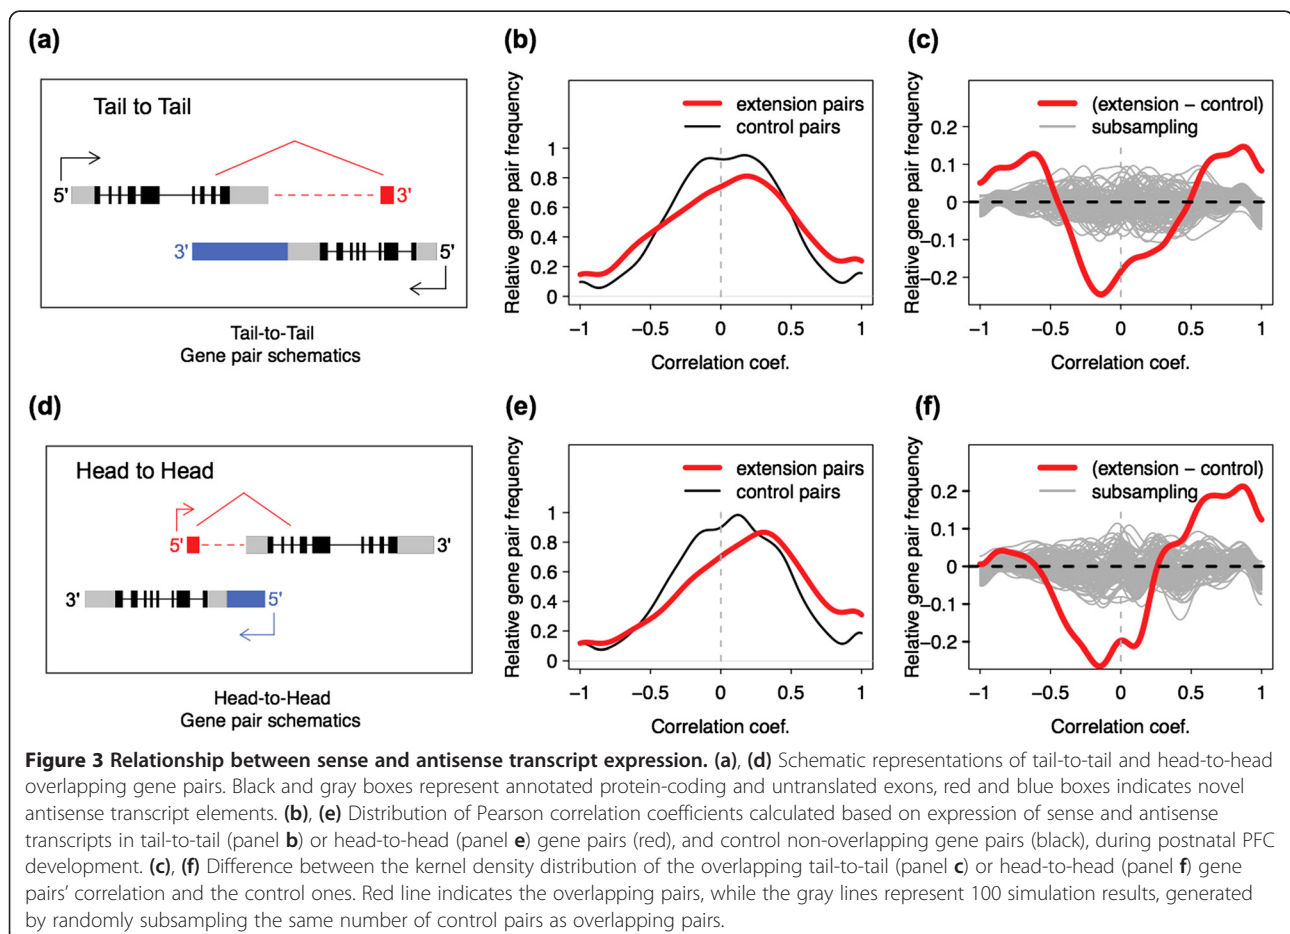 (a)
Tail to Tail
5'
3'
3'
5'
Tail-to-Tail
Gene pair schematics
(b)
Relative gene pair frequency
extension pairs
control pairs
1
0.8
0.6
0.4
0.2
0
−1
−0.5
0
0.5
1
Correlation coef.
(c)
Relative gene pair frequency
(extension − control)
subsampling
0.2
0.1
0
−0.1
−0.2
−1
−0.5
0
0.5
1
Correlation coef.
(d)
Head to Head
5'
3'
3'
5'
Head-to-Head
Gene pair schematics
(e)
Relative gene pair frequency
extension pairs
control pairs
1
0.8
0.6
0.4
0.2
0
−1
−0.5
0
0.5
1
Correlation coef.
(f)
Relative gene pair frequency
(extension − control)
subsampling
0.2
0.1
0
−0.1
−0.2
−1
−0.5
0
0.5
1
Correlation coef.
Figure 3 Relationship between sense and antisense transcript expression. (a), (d) Schematic representations of tail-to-tail and head-to-head
overlapping gene pairs. Black and gray boxes represent annotated protein-coding and untranslated exons, red and blue boxes indicates novel
antisense transcript elements. (b), (e) Distribution of Pearson correlation coefficients calculated based on expression of sense and antisense
transcripts in tail-to-tail (panel b) or head-to-head (panel e) gene pairs (red), and control non-overlapping gene pairs (black), during postnatal PFC
development. (c), (f) Difference between the kernel density distribution of the overlapping tail-to-tail (panel c) or head-to-head (panel f) gene
pairs' correlation and the control ones. Red line indicates the overlapping pairs, while the gray lines represent 100 simulation results, generated
by randomly subsampling the same number of control pairs as overlapping pairs.